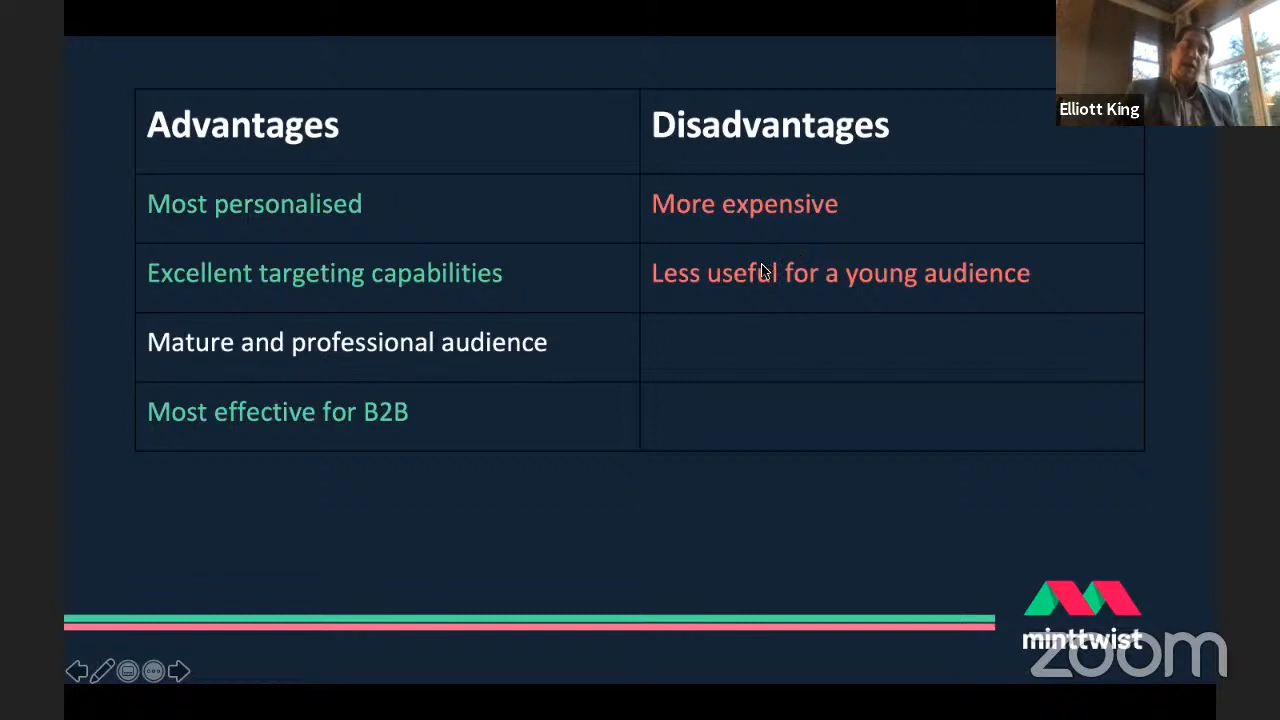 Elliott King
Advantages
Disadvantages
Most personalised
More expensive
Excellent targeting capabilities
Less useful for a young audience
Mature and professional audience
Most effective for B2B
minttwist
zoom